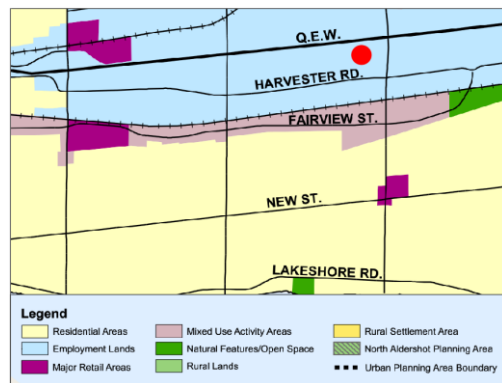 Q.E.W.
HARVESTER RD.
FAIRVIEW ST.
NEW ST.
LAKESHORE RD.
Legend
Residential Areas
Employment Lands
Major Retail Areas
Mixed Use Activity Areas
Natural Features/Open Space
Rural Lands
Rural Settlement Area
North Aldershot Planning Area
Urban Planning Area Boundary